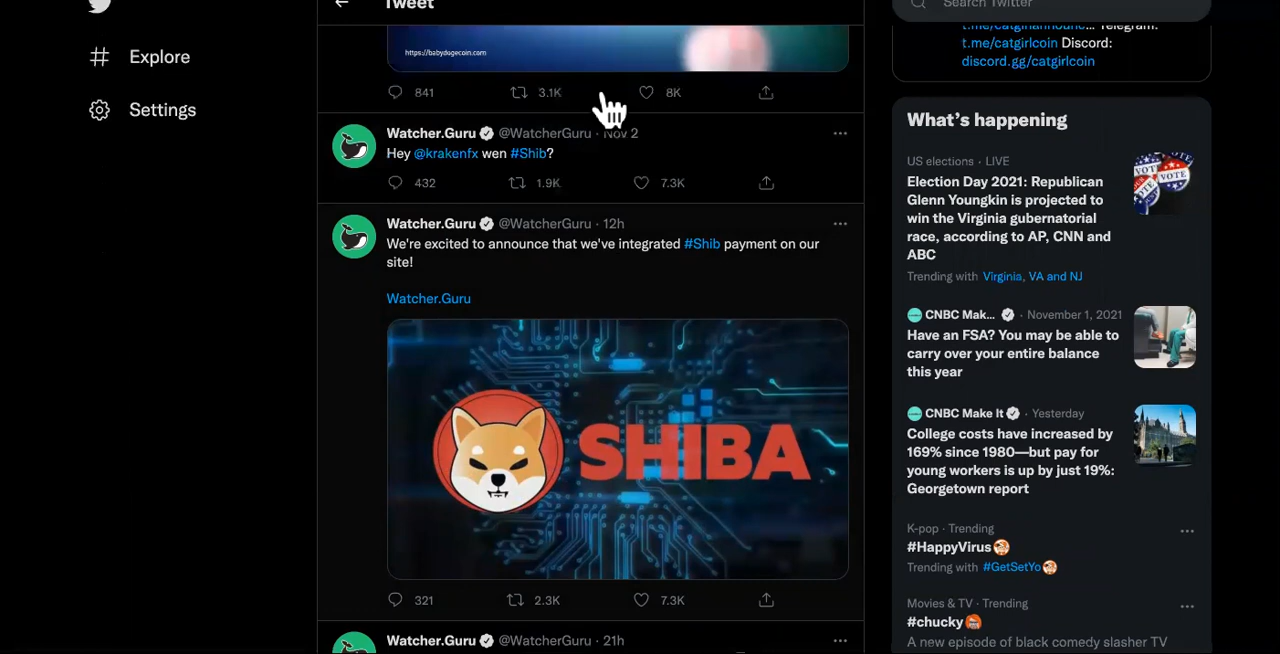 Tweet
Search Twitter
Explore
Settings
https://babydogecoin.com
841 3.1K 8K
Watcher.Guru @WatcherGuru · Nov 2
Hey @krakenfx wen #Shib?
432 1.9K 7.3K
Watcher.Guru @WatcherGuru · 12h
We're excited to announce that we've integrated #Shib payment on our
site!
Watcher.Guru
SHIBA
321 2.3K 7.3K
Watcher.Guru @WatcherGuru · 21h
Telegram:
t.me/catgirlcoin Discord:
discord.gg/catgirlcoin
What's happening
US elections · LIVE
Election Day 2021: Republican
Glenn Youngkin is projected to
win the Virginia gubernatorial
race, according to AP, CNN and
ABC
Trending with Virginia, VA and NJ
VOTE
VOTE
CNBC Mak... · November 1, 2021
Have an FSA? You may be able to
carry over your entire balance
this year
CNBC Make It · Yesterday
College costs have increased by
169% since 1980—but pay for
young workers is up by just 19%:
Georgetown report
K-pop · Trending
#HappyVirus
Trending with #GetSetYo
Movies & TV · Trending
#chucky
A new episode of black comedy slasher TV